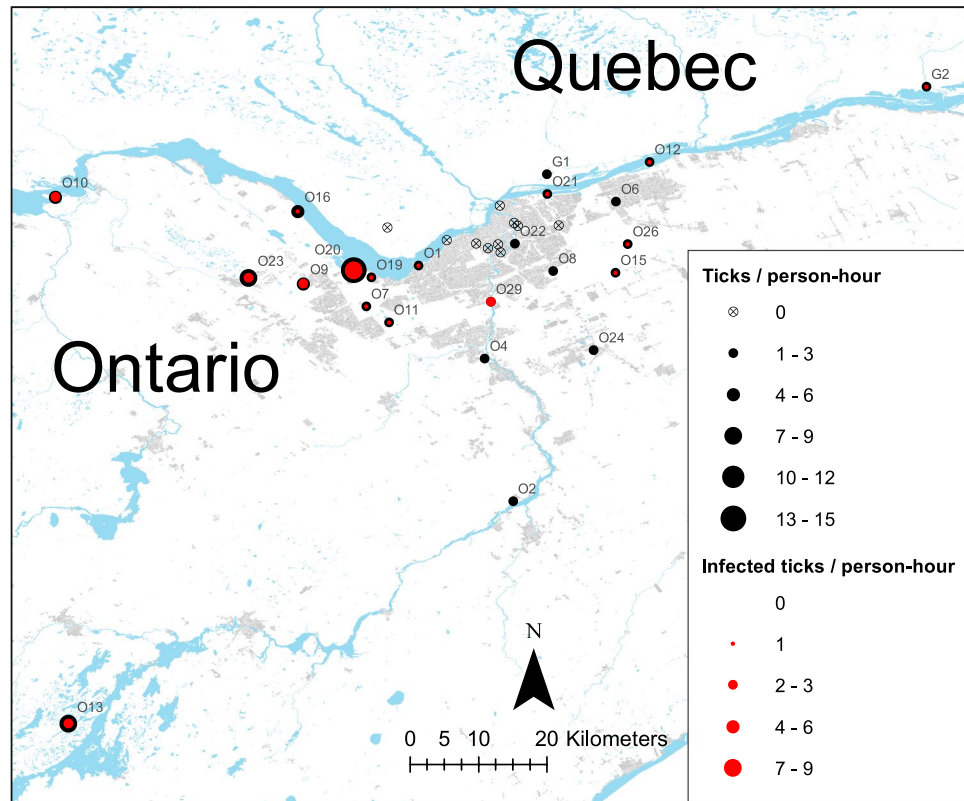 Quebec
G2
O12
G1
O21
O10
O6
O16
O22
O26
O20
O1
O23
O19
O8
O15
O9
O7
O29
O11
Ontario
O4
O24
O2
O13
N
0 5 10 20 Kilometers
Ticks / person-hour
0
1 - 3
4 - 6
7 - 9
10 - 12
13 - 15
Infected ticks / person-hour
0
1
2 - 3
4 - 6
7 - 9